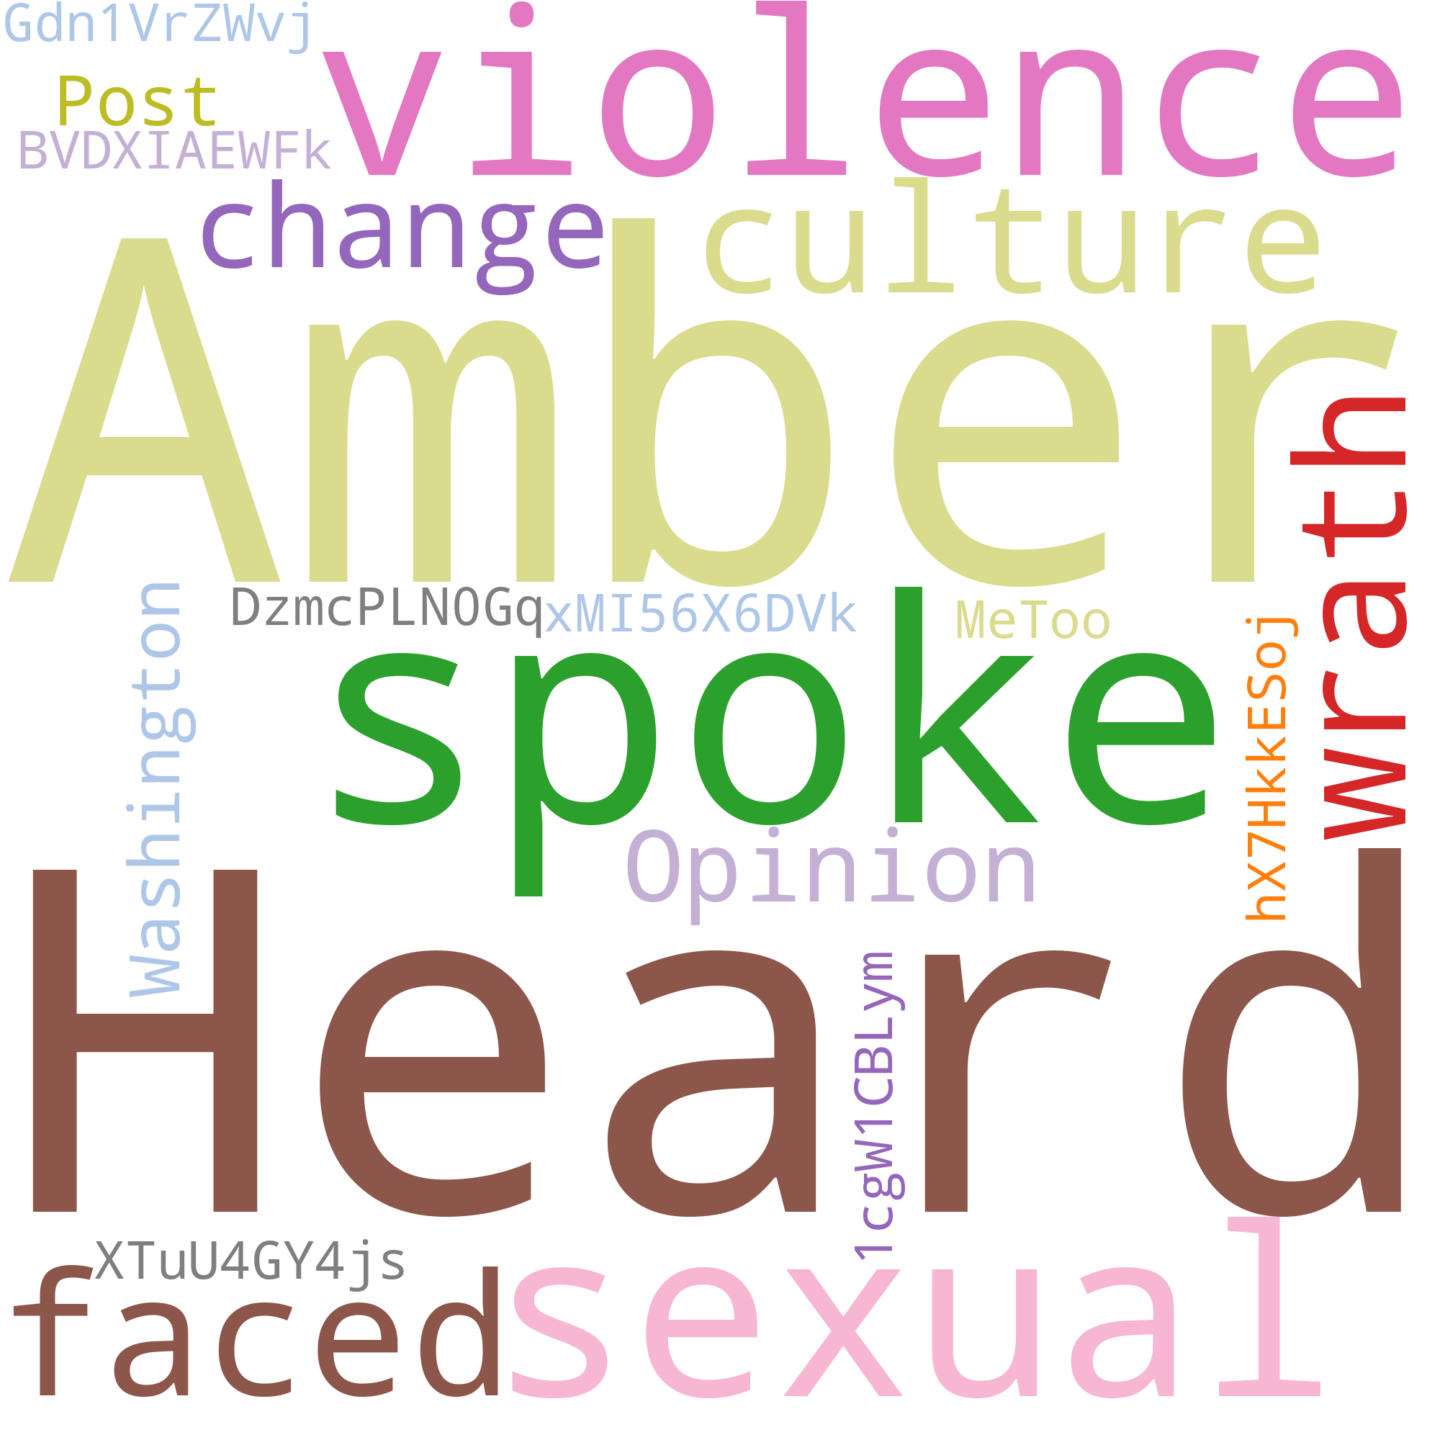 Gdn1VrZWvj
violence
Post
BVDXIAEWFk
change
culture
Amber
wrath
Washington
DzmcPLNOGq
xMI56X6DVk
MeToo
hX7HkkESoj
spoke
Opinion
Heard
1cgW1CBLym
XTuU4GY4js
faced
sexual